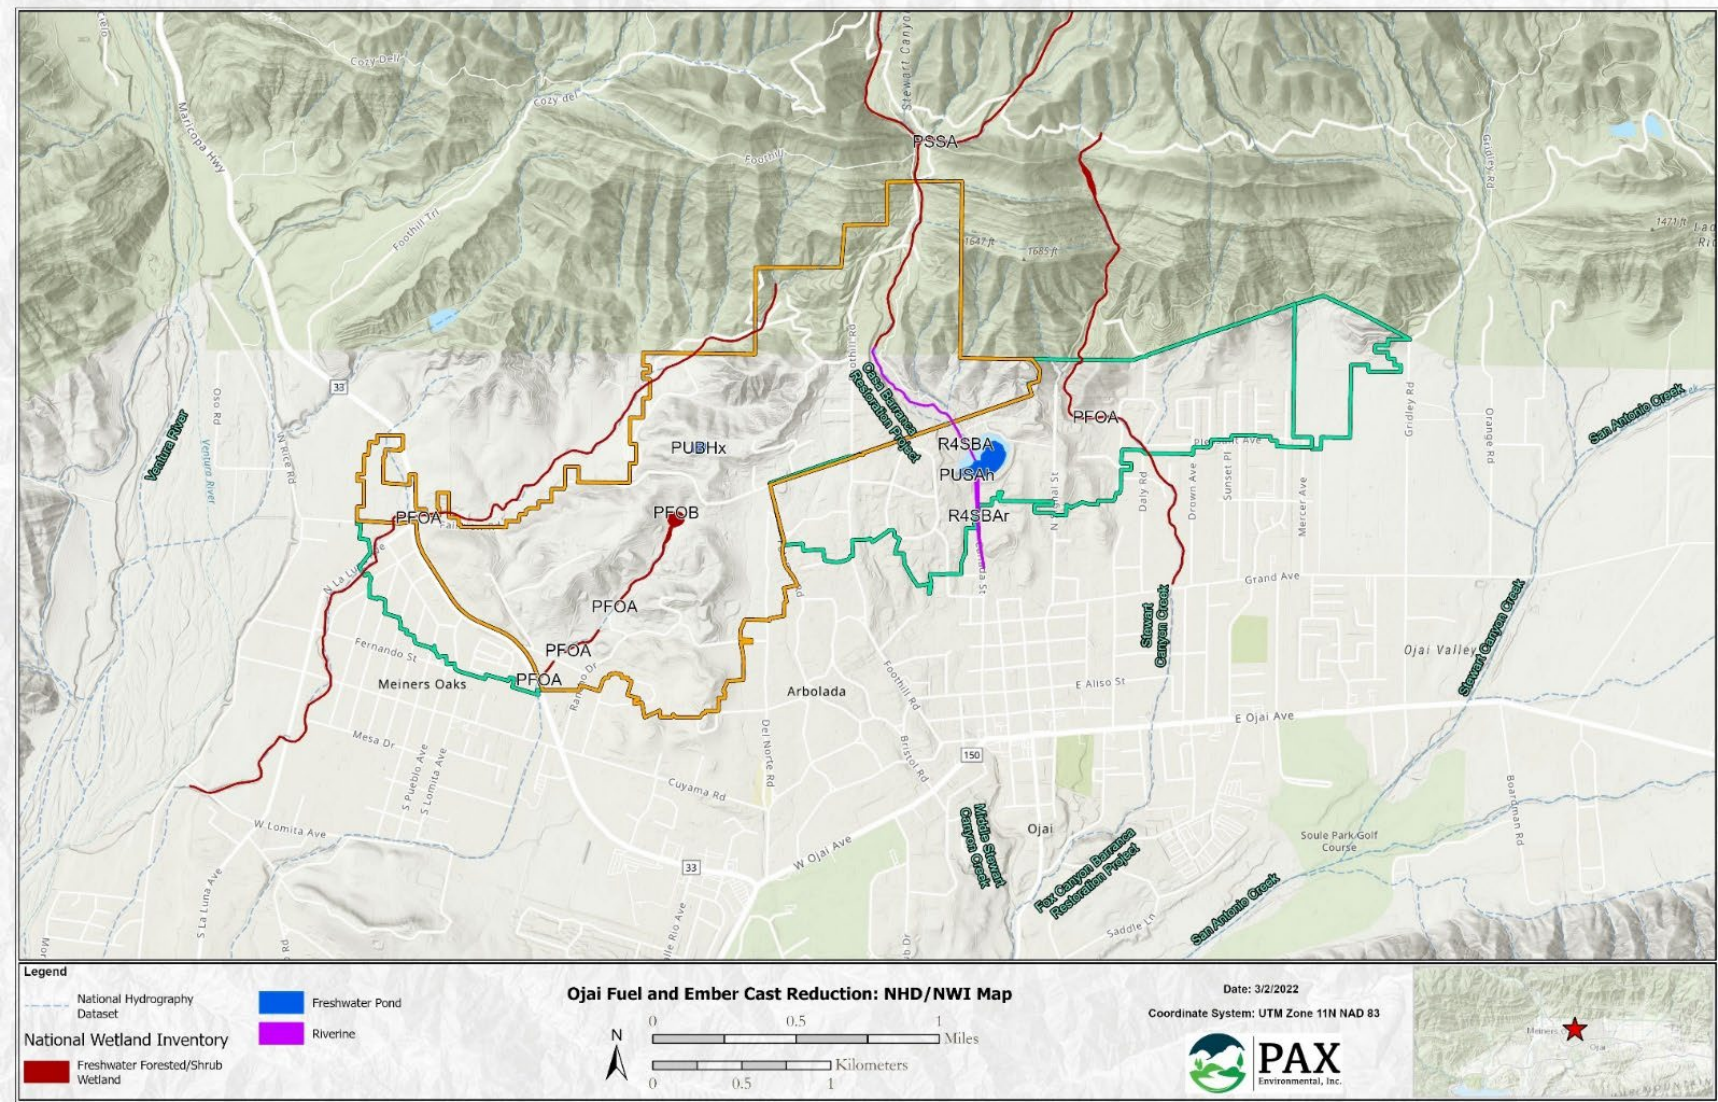 Cozy Dell
Stewart Canyon
Maricopa Hwy
Cozy del
PSSA
Foothill
Gridley Rd
Foothill Trl
1647 ft
1685 ft
1471 ft
33
Oso Rd
N Rice Rd
Ventura River
Ventura River
Casa Barranca
Restoration Project
PUBHx
R4SBA
PUSAh
R4SBAr
PFOA
Daly Rd
Drown Ave
Sunset Pl
Mercer Ave
Gridley Rd
Orange Rd
San Antonio Creek
PFOA
PFOB
PFOA
PFOA
PFOA
Fernando St
Meiners Oaks
Arbolada
Foothill Rd
Grand Ave
Stewart
Canyon Creek
Stewart Canyon Creek
Ojai Valley
E Aliso St
E Ojai Ave
Mesa Dr
S Pueblo Ave
S Lomita Ave
Del Norte Rd
Bristol Rd
150
Cuyama Rd
W Lomita Ave
33
W Ojai Ave
Middle Stewart
Canyon Creek
Ojai
Fox Canyon Barranca
Restoration Project
Soule Park Golf
Course
Boardman Rd
S La Luna Ave
Saddle Ln
San Antonio Creek
Legend
National Hydrography
Dataset
National Wetland Inventory
Freshwater Forested/Shrub
Wetland
Freshwater Pond
Riverine
Ojai Fuel and Ember Cast Reduction: NHD/NWI Map
N
0 0.5 1
Miles
Kilometers
0 0.5 1
Date: 3/2/2022
Coordinate System: UTM Zone 11N NAD 83
PAX
Environmental, Inc.
Ojai